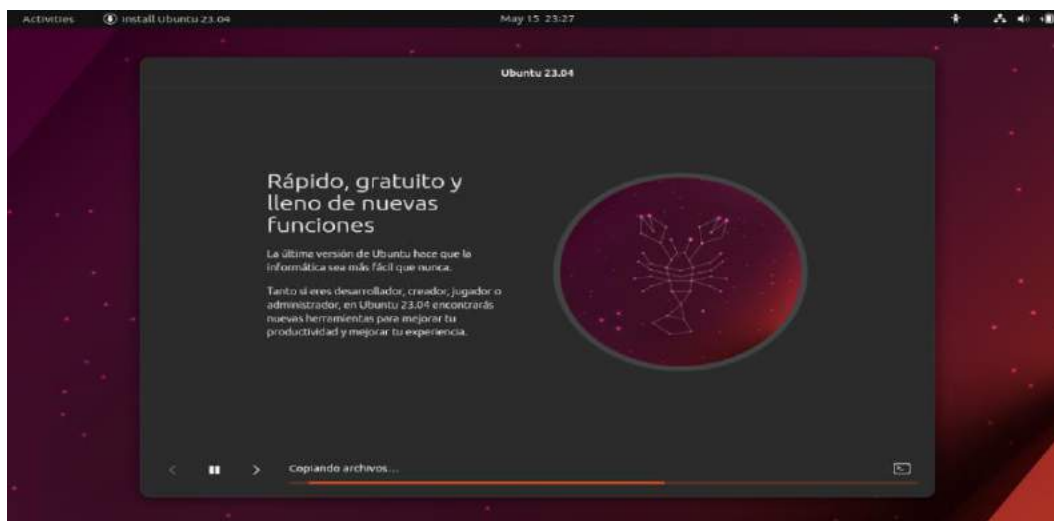 Activities Install Ubuntu 23.04 May 15 23:27
Ubuntu 23.04
Rápido, gratuito y
lleno de nuevas
funciones
La última versión de Ubuntu hace que la
informática sea más fácil que nunca.
Tanto si eres desarrollador, creador, jugador o
administrador, en Ubuntu 23.04 encontrarás
nuevas herramientas para mejorar tu
productividad y mejorar tu experiencia.
Copiando archivos...